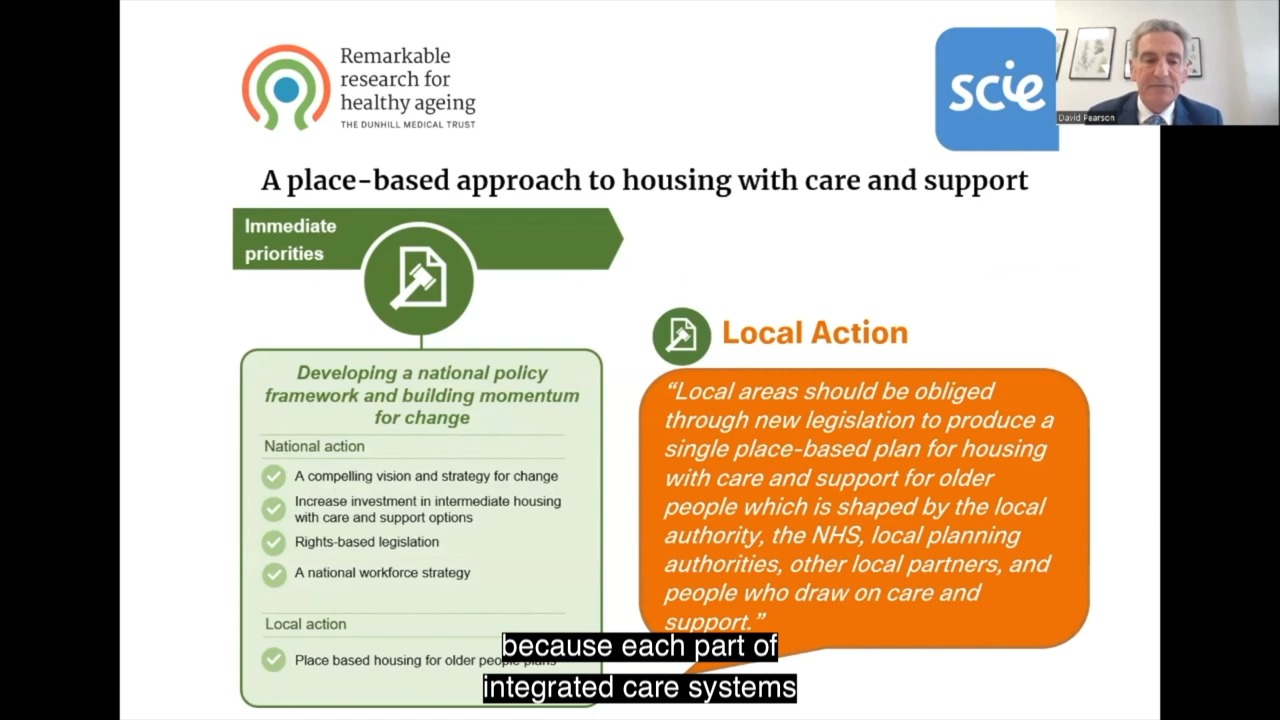 Remarkable
research for
healthy ageing
THE DUNHILL MEDICAL TRUST
scie
David Pearson
A place-based approach to housing with care and support
Immediate
priorities
Developing a national policy
framework and building momentum
for change
National action
A compelling vision and strategy for change
Increase investment in intermediate housing
with care and support options
Rights-based legislation
A national workforce strategy
Local action
Place based housing for older people plans
Local Action
“Local areas should be obliged
through new legislation to produce a
single place-based plan for housing
with care and support for older
people which is shaped by the local
authority, the NHS, local planning
authorities, other local partners, and
people who draw on care and
support.”
because each part of
integrated care systems